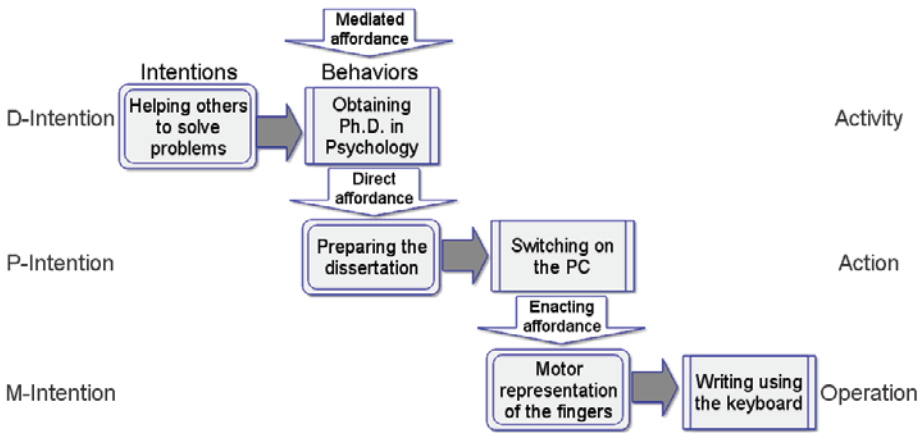 Mediated
affordance
Intentions
Behaviors
D-Intention
Helping others
to solve
problems
Obtaining
Ph.D. in
Psychology
Activity
Direct
affordance
P-Intention
Preparing the
dissertation
Switching on
the PC
Action
Enacting
affordance
M-Intention
Motor
representation
of the fingers
Writing using
the keyboard
Operation